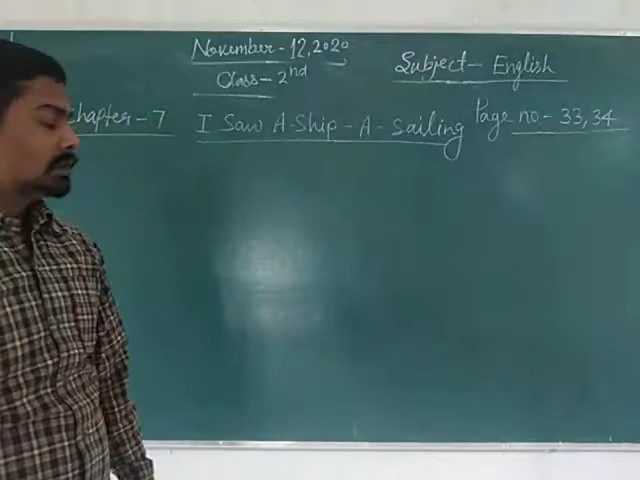 November - 12, 2020
Class - 2nd
Subject - English
Chapter - 7
I Saw A-Ship - A - Sailing
Page no - 33, 34